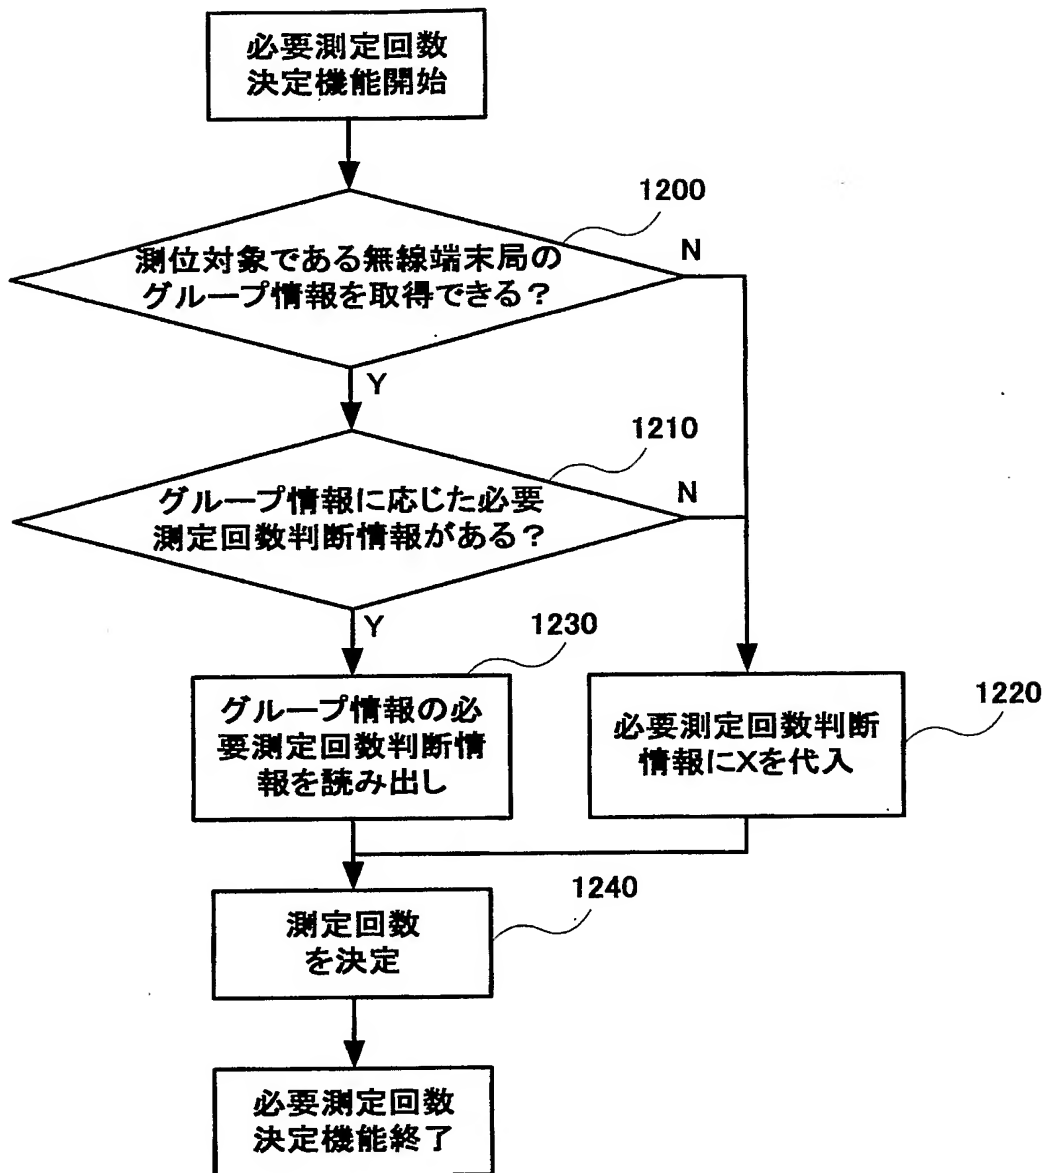 必要測定回数
決定機能開始
1200
測位対象である無線端末局の
グループ情報を取得できる？
N
Y
1210
グループ情報に応じた必要
測定回数判断情報がある？
N
Y
1230
グループ情報の必
要測定回数判断情
報を読み出し
1220
必要測定回数判断
情報にXを代入
1240
測定回数
を決定
必要測定回数
決定機能終了